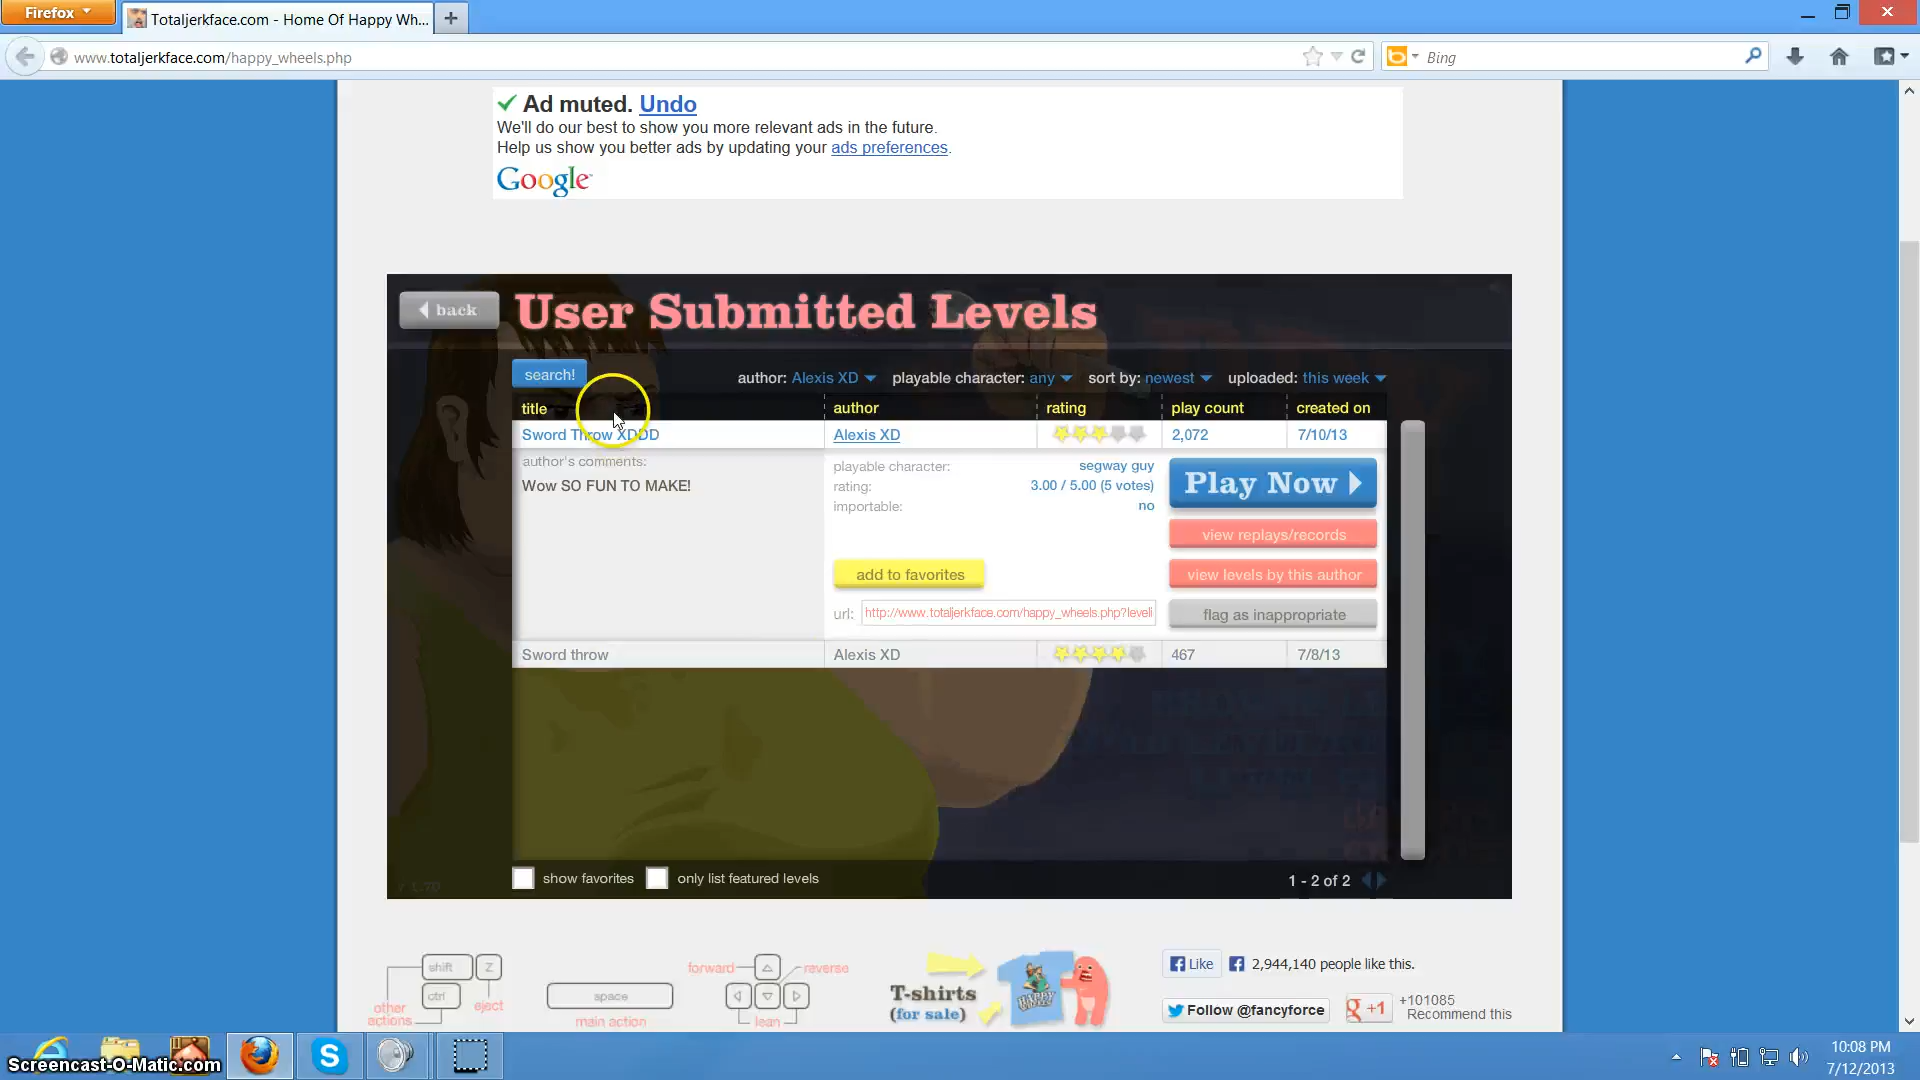 Firefox
Totaljerkface.com - Home Of Happy Wh...
www.totaljerkface.com/happy_wheels.php
Bing
Ad muted. Undo
We'll do our best to show you more relevant ads in the future.
Help us show you better ads by updating your ads preferences.
Google
back
User Submitted Levels
search!
author: Alexis XD
playable character: any
sort by: newest
uploaded: this week
title
author
rating
play count
created on
Sword Throw XDDD
Alexis XD
2,072
7/10/13
author's comments:
Wow SO FUN TO MAKE!
playable character: segway guy
rating: 3.00 / 5.00 (5 votes)
importable: no
Play Now
view replays/records
view levels by this author
flag as inappropriate
add to favorites
url: http://www.totaljerkface.com/happy_wheels.php?leveli
Sword throw
Alexis XD
467
7/8/13
show favorites
only list featured levels
1 - 2 of 2
v 1.70
shift
Z
ctrl
other actions
eject
space
main action
forward
reverse
lean
T-shirts
(for sale)
HAPPY
Like
2,944,140 people like this.
Follow @fancyforce
g +1
+101085
Recommend this
Screencast-O-Matic.com
10:08 PM
7/12/2013